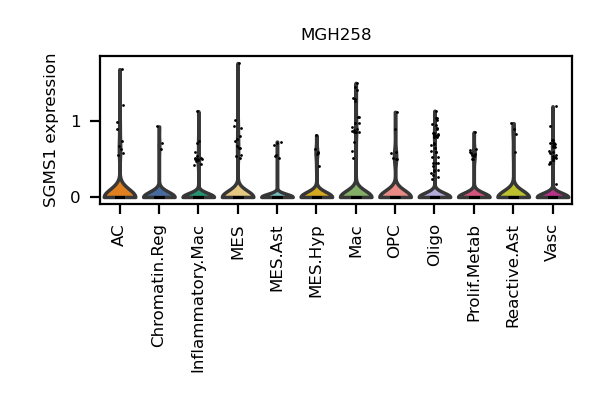 MGH258
SGMS1 expression
1
0
AC
Chromatin.Reg
Inflammatory.Mac
MES
MES.Ast
MES.Hyp
Mac
OPC
Oligo
Prolif.Metab
Reactive.Ast
Vasc